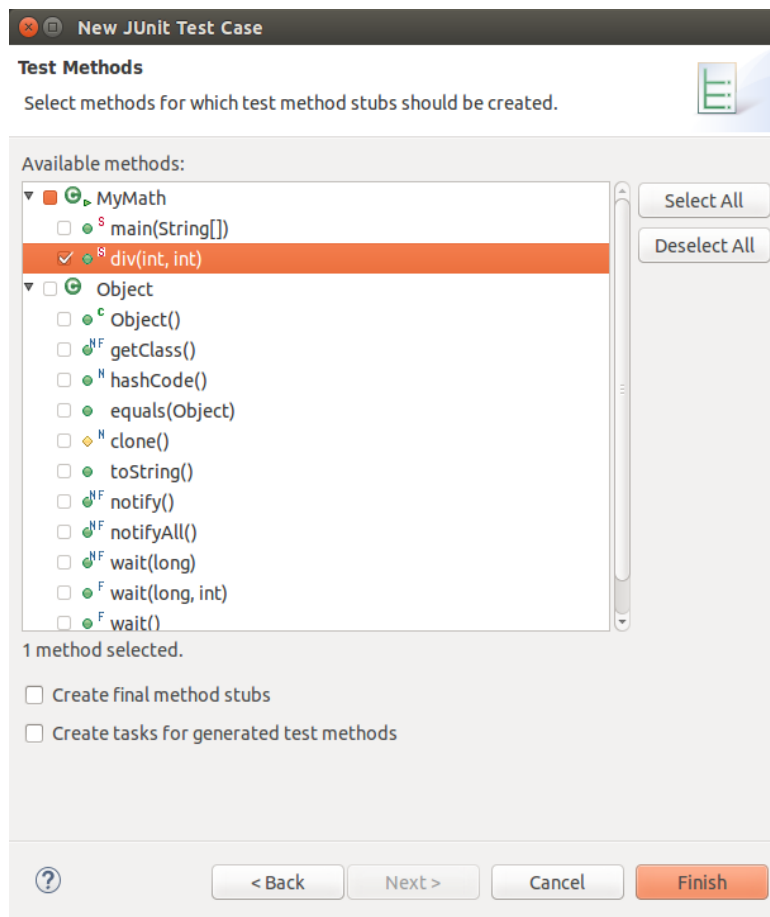 New JUnit Test Case
Test Methods
Select methods for which test method stubs should be created.
Available methods:
MyMath
S main(String[])
S div(int, int)
Object
C Object()
N F getClass()
N hashCode()
equals(Object)
N clone()
toString()
N F notify()
N F notifyAll()
N F wait(long)
F wait(long, int)
F wait()
Select All
Deselect All
1 method selected.
Create final method stubs
Create tasks for generated test methods
< Back
Next >
Cancel
Finish